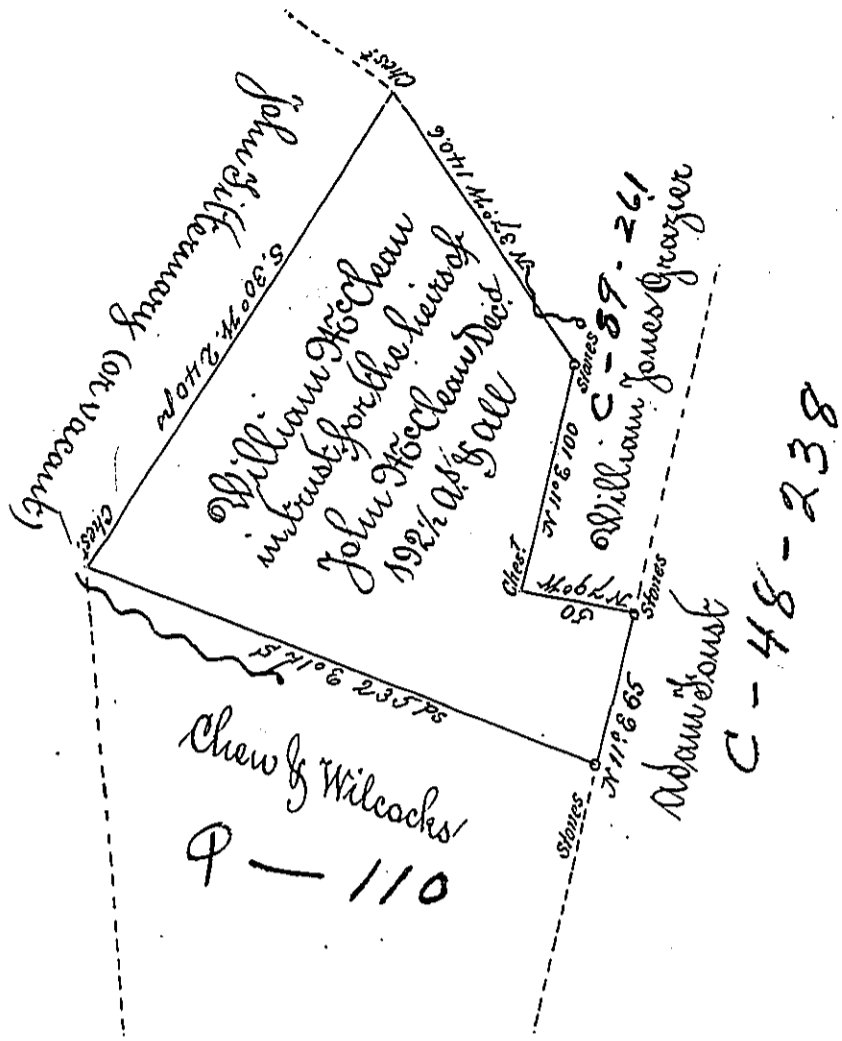 John Sittermary (or vacant)
Chest
S. 30° W. 240 ps
Chest.
William McClean
in trust for the heirs of
John McClean Decd
192½ As & all
N 37° W 140.6
Stones
C-89-261
William Jones Grazier
N 11° E 100
Chest
N 79° W
50
Stones
N 11° E 65
Adam Foust
C-48-238
Stones
235 ps
Chew & Wilcocks
P-110